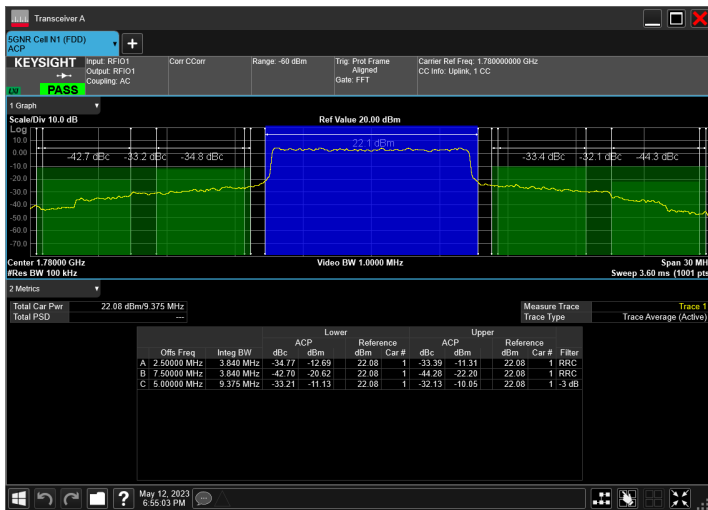 Transceiver A
5GNR Cell N1 (FDD)
ACP
+
KEYSIGHT
PASS
Input: RFIO1
Output: RFIO1
Coupling: AC
Corr CCorr
Range: -60 dBm
Trig: Prot Frame
Aligned
Gate: FFT
Carrier Ref Freq: 1.780000000 GHz
CC Info: Uplink, 1 CC
1 Graph
Scale/Div 10.0 dB
Ref Value 20.00 dBm
Log
10.0
0.00
-10.0
-20.0
-30.0
-40.0
-50.0
-60.0
-70.0
22.1 dBm
-42.7 dBc -33.2 dBc -34.8 dBc
-33.4 dBc -32.1 dBc -44.3 dBc
Center 1.78000 GHz
Video BW 1.0000 MHz
Span 30 MH
#Res BW 100 kHz
Sweep 3.60 ms (1001 pts
2 Metrics
Total Car Pwr 22.08 dBm/9.375 MHz
Total PSD ---
Measure Trace Trace 1
Trace Type Trace Average (Active)
Lower Upper
ACP Reference ACP Reference
Offs Freq Integ BW dBc dBm dBm Car # dBc dBm dBm Car # Filter
A 2.50000 MHz 3.840 MHz -34.77 -12.69 22.08 1 -33.39 -11.31 22.08 1 RRC
B 7.50000 MHz 3.840 MHz -42.70 -20.62 22.08 1 -44.28 -22.20 22.08 1 RRC
C 5.00000 MHz 9.375 MHz -33.21 -11.13 22.08 1 -32.13 -10.05 22.08 1 -3 dB
?
May 12, 2023
6:55:03 PM